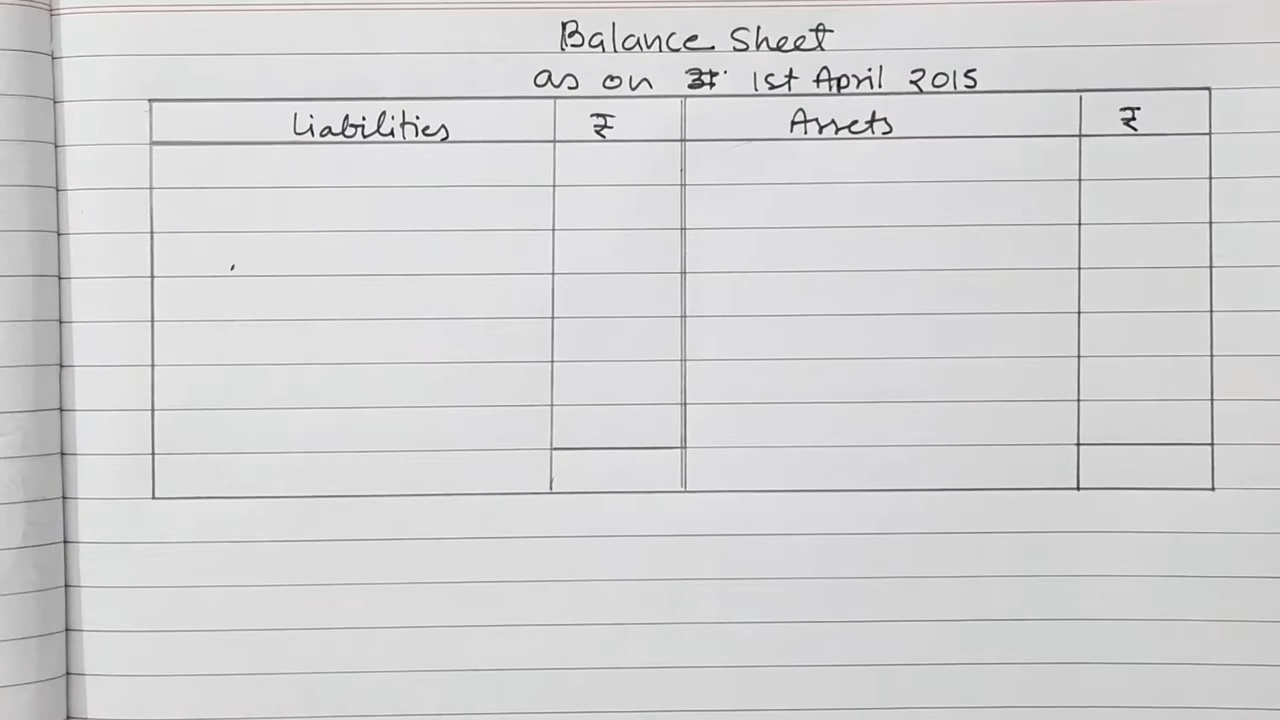 Balance Sheet
as on 1st April 2015
Liabilities ₹ Assets ₹